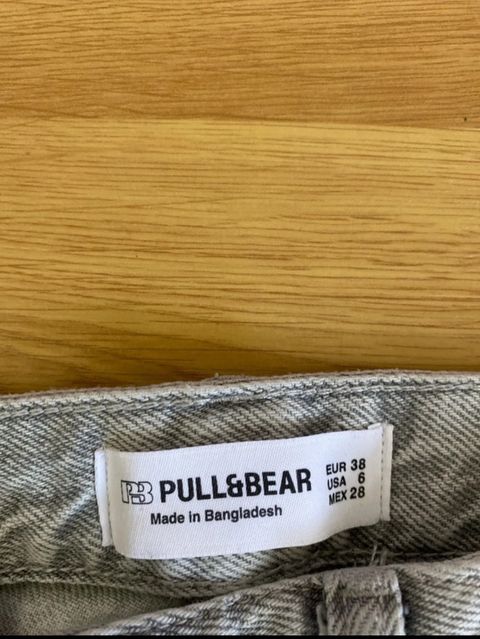 PB PULL&BEAR
Made in Bangladesh
EUR 38
USA 6
MEX 28